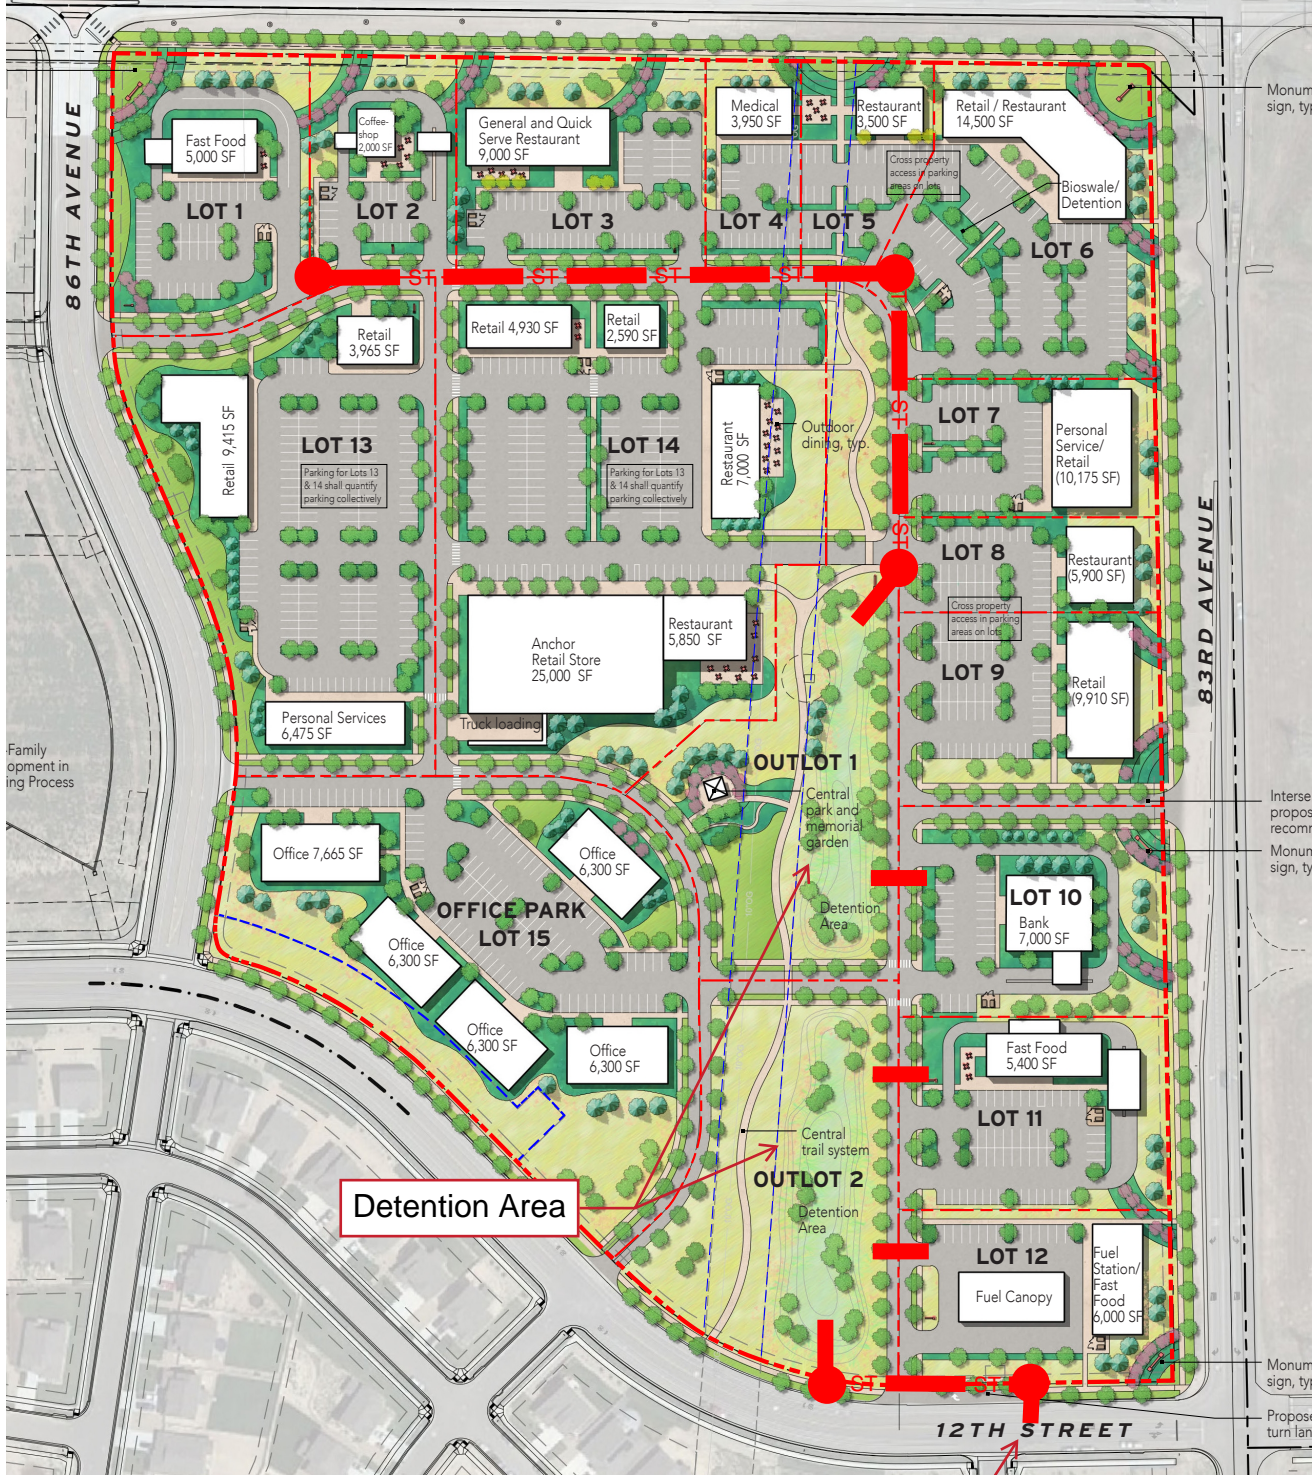 86TH AVENUE
Fast Food
5,000 SF
LOT 1
Coffee-
shop
2,000 SF
LOT 2
General and Quick
Serve Restaurant
9,000 SF
LOT 3
Medical
3,950 SF
LOT 4
Restaurant
3,500 SF
LOT 5
Retail / Restaurant
14,500 SF
Cross property
access in parking
areas on lots
Bioswale/
Detention
LOT 6
Monum
sign, typ
ST
ST
ST
ST
Retail
3,965 SF
Retail 4,930 SF
Retail
2,590 SF
Retail 9,415 SF
LOT 13
Parking for Lots 13
& 14 shall quantify
parking collectively
LOT 14
Parking for Lots 13
& 14 shall quantify
parking collectively
Restaurant
7,000 SF
Outdoor
dining, typ.
ST
ST
LOT 7
Personal
Service/
Retail
(10,175 SF)
LOT 8
Restaurant
(5,900 SF)
Cross property
access in parking
areas on lots
LOT 9
Retail
(9,910 SF)
83RD AVENUE
Anchor
Retail Store
25,000 SF
Restaurant
5,850 SF
Truck loading
Personal Services
6,475 SF
-Family
opment in
ing Process
OUTLOT 1
Central
park and
memorial
garden
Detention
Area
Interse
propos
recomm
Monum
sign, ty
Office 7,665 SF
Office
6,300 SF
OFFICE PARK
LOT 15
Office
6,300 SF
Office
6,300 SF
Office
6,300 SF
LOT 10
Bank
7,000 SF
Fast Food
5,400 SF
LOT 11
Central
trail system
OUTLOT 2
Detention
Area
Detention Area
LOT 12
Fuel Canopy
Fuel
Station/
Fast
Food
6,000 SF
ST
ST
Monum
sign, typ
Propose
turn lan
12TH STREET